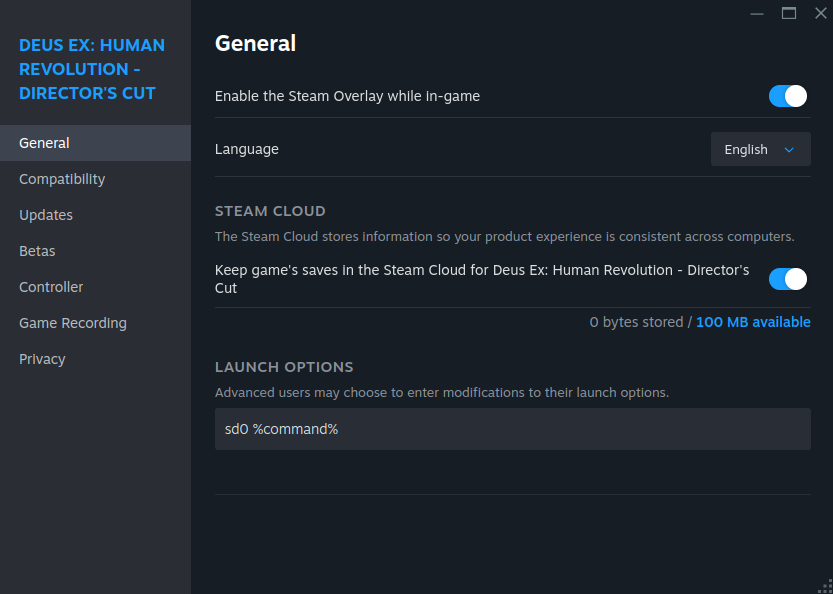 DEUS EX: HUMAN
REVOLUTION -
DIRECTOR'S CUT
General
Compatibility
Updates
Betas
Controller
Game Recording
Privacy
General
Enable the Steam Overlay while in-game
Language
English
STEAM CLOUD
The Steam Cloud stores information so your product experience is consistent across computers.
Keep game's saves in the Steam Cloud for Deus Ex: Human Revolution - Director's
Cut
0 bytes stored / 100 MB available
LAUNCH OPTIONS
Advanced users may choose to enter modifications to their launch options.
sd0 %command%